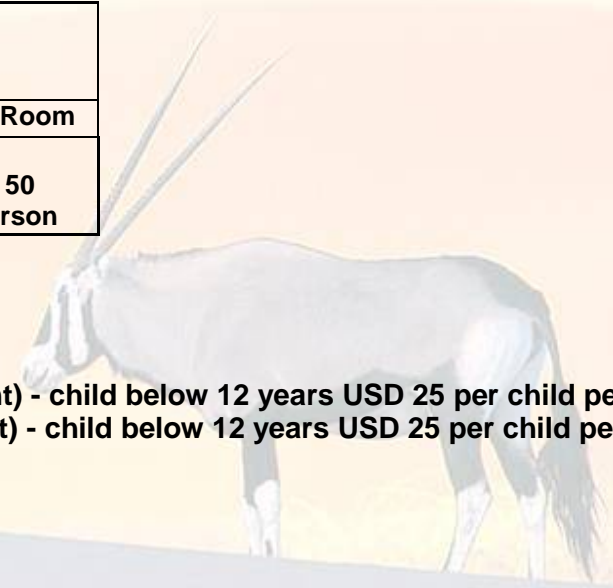 Room
50
rson
t) - child below 12 years USD 25 per child pe
t) - child below 12 years USD 25 per child pe